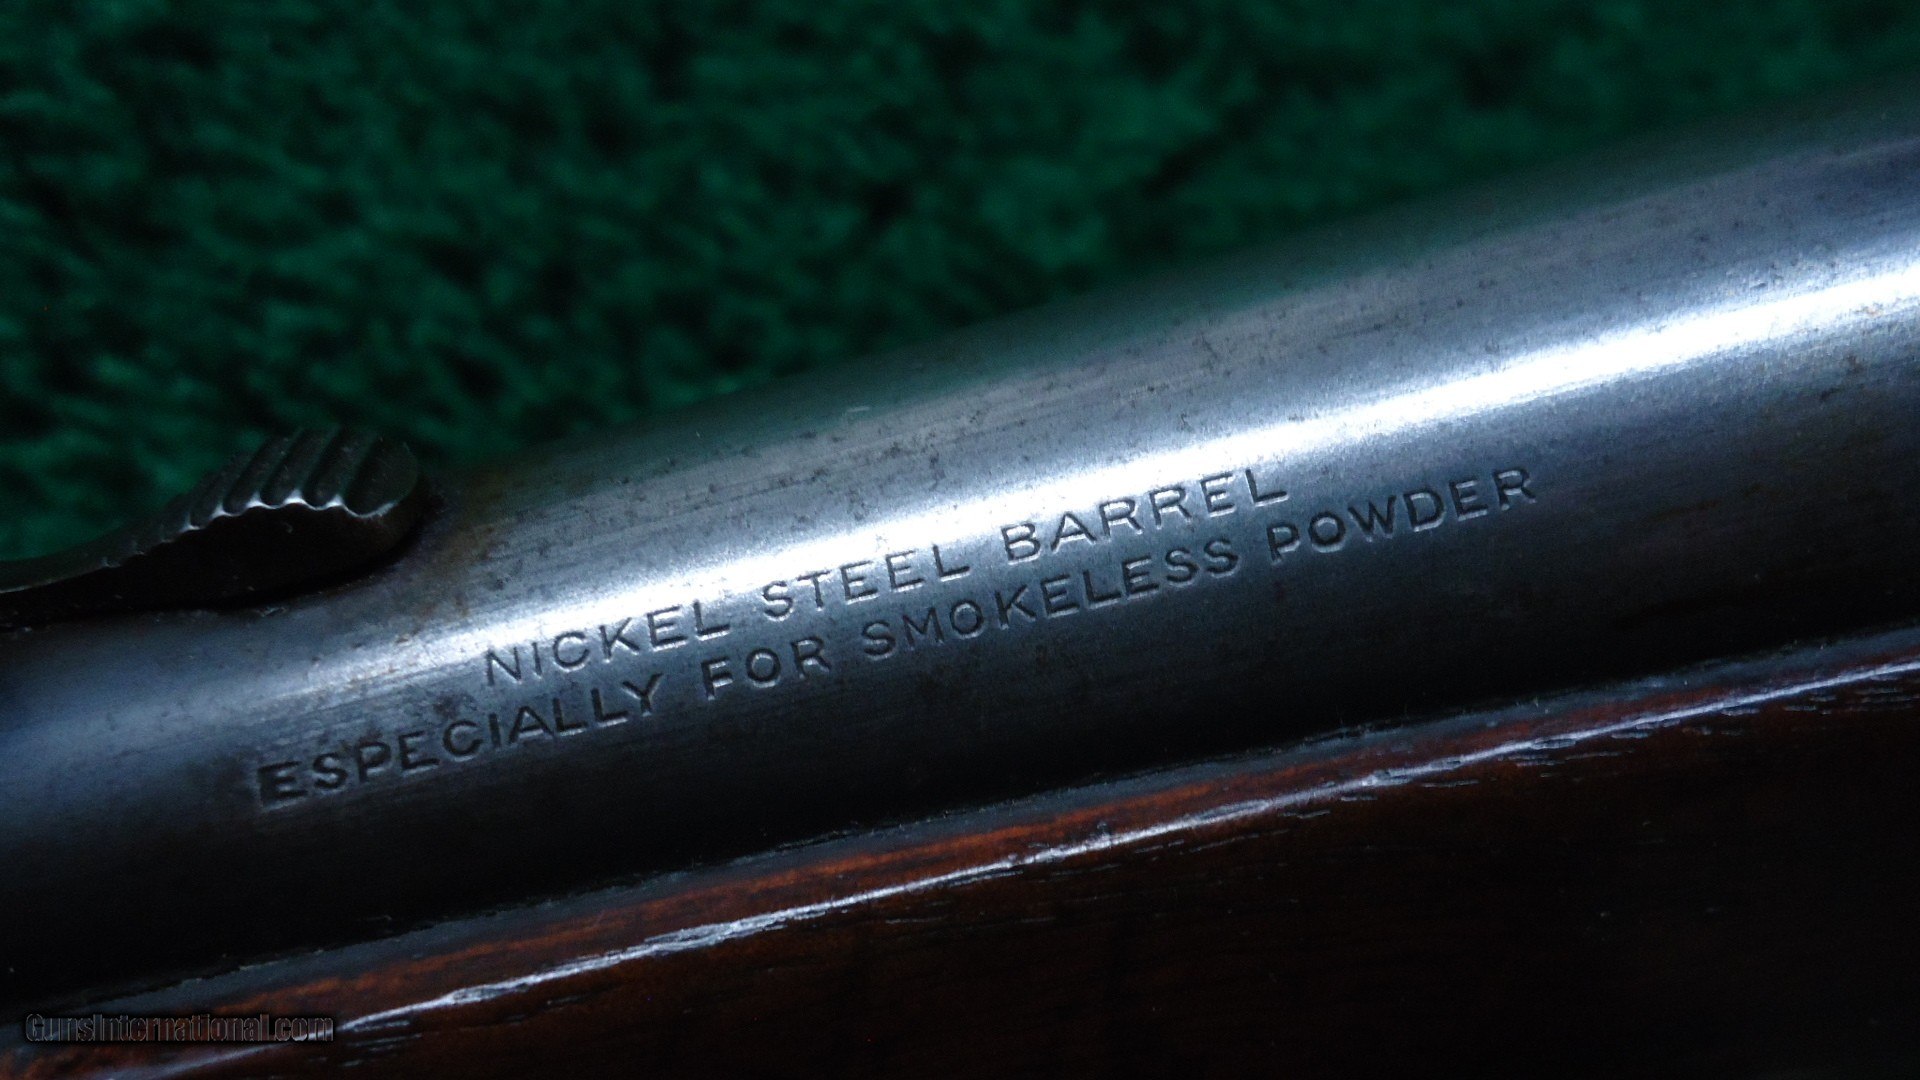 NICKEL STEEL BARREL
ESPECIALLY FOR SMOKELESS POWDER
GunsInternational.com